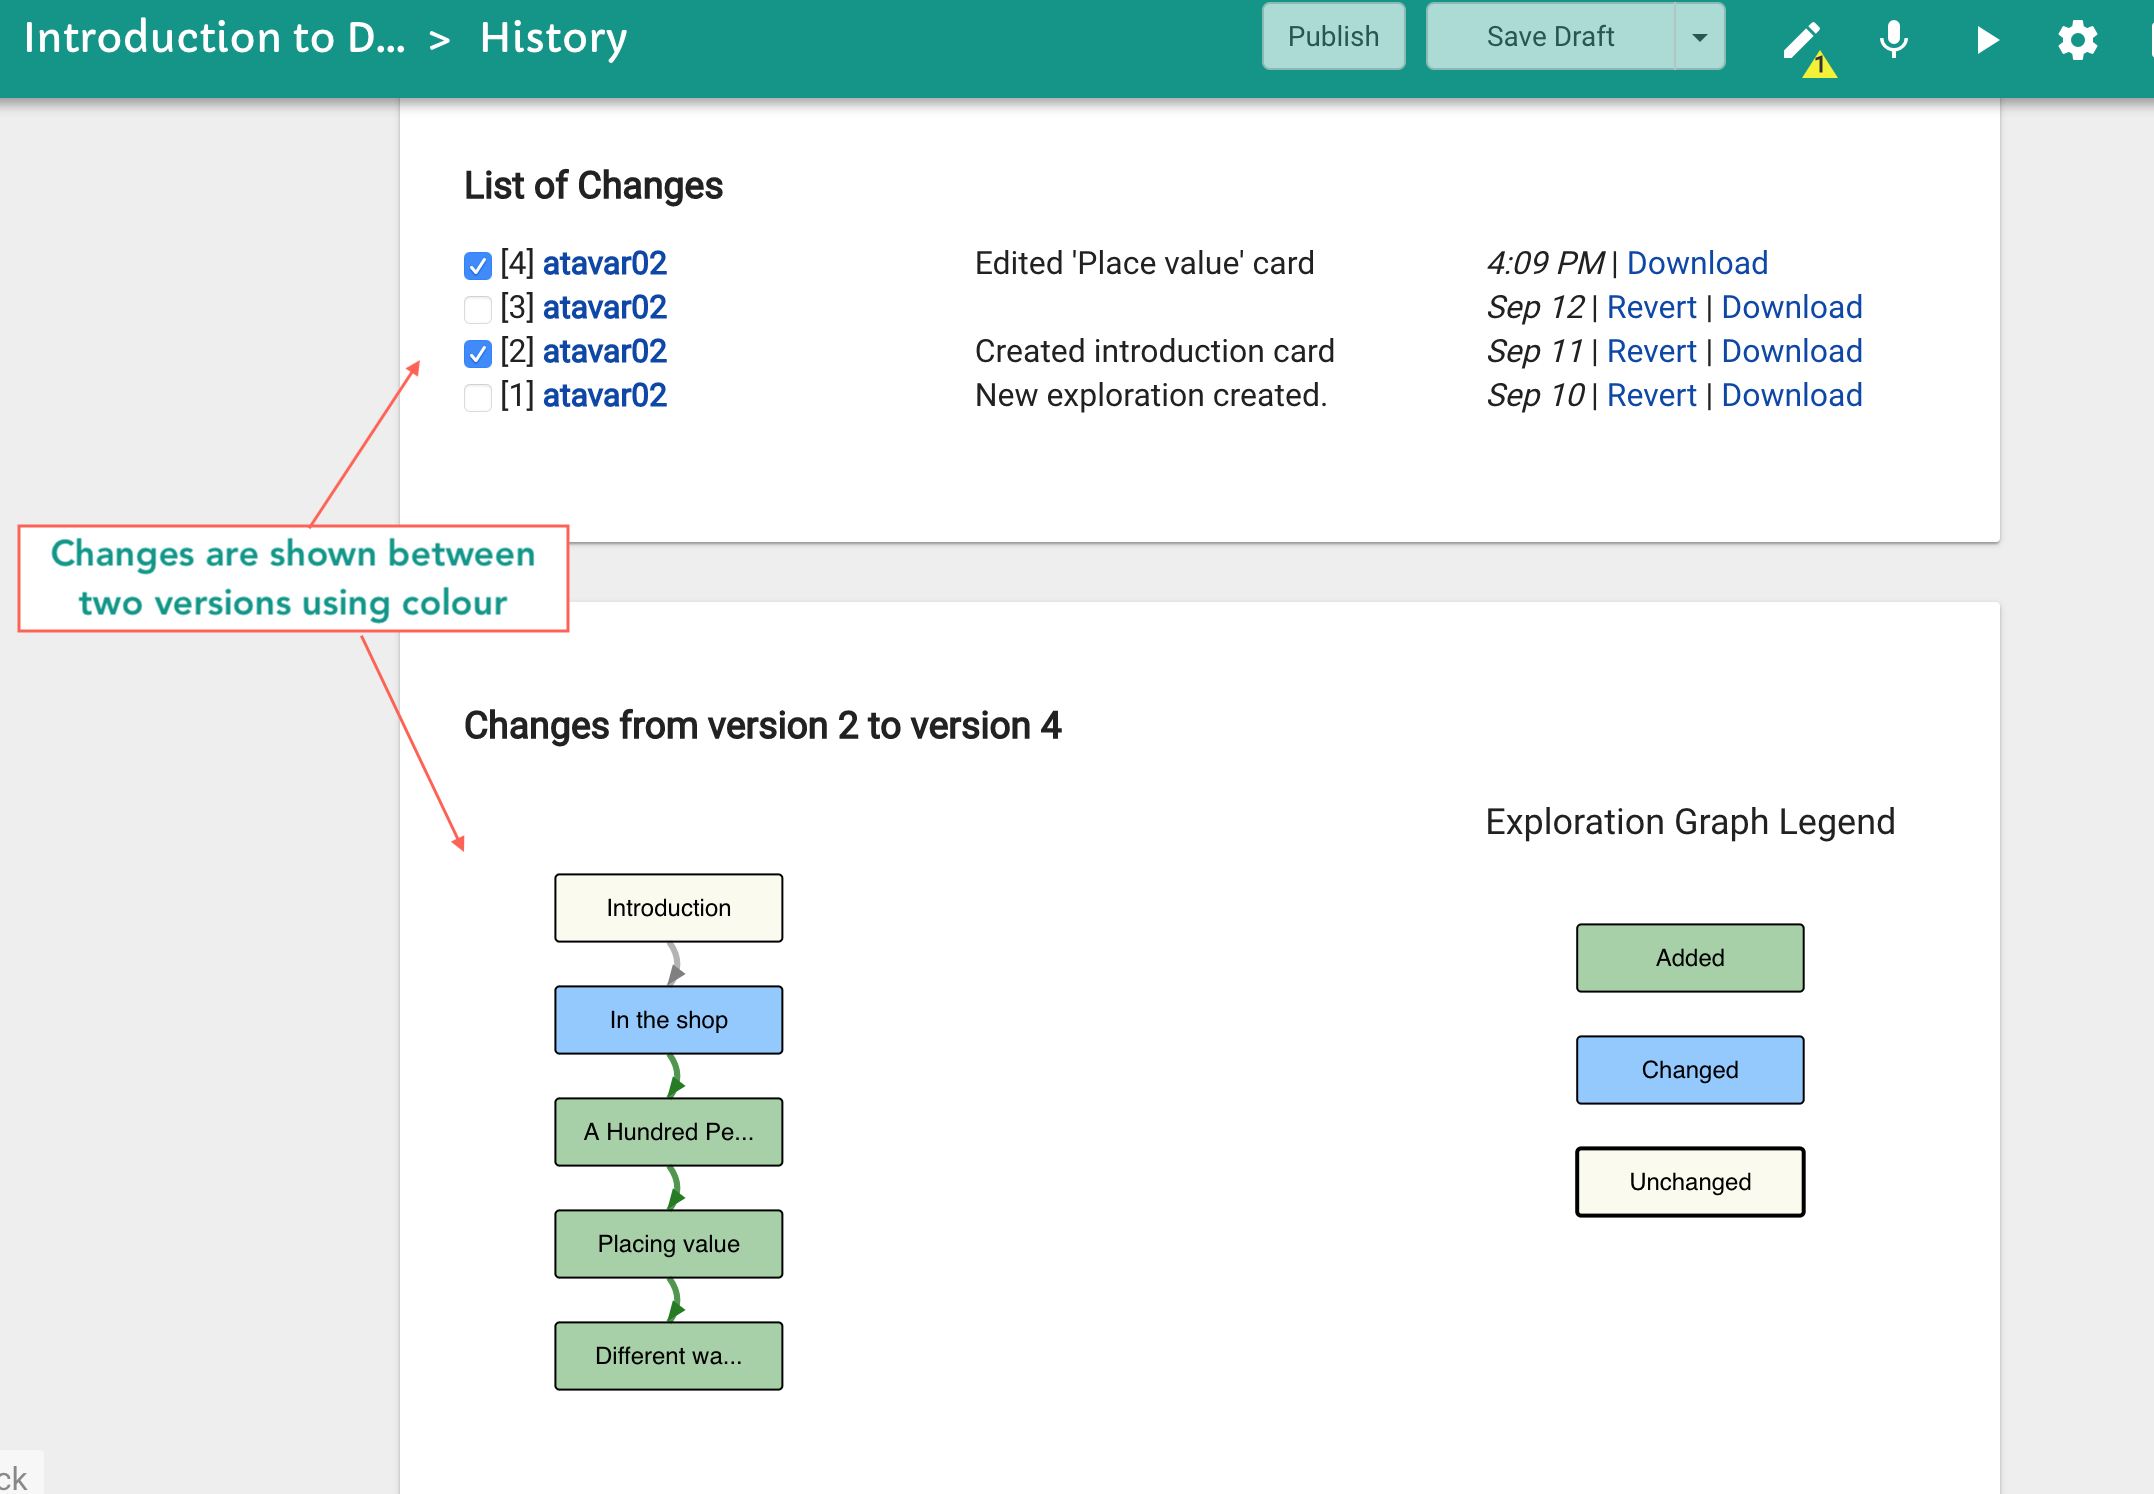 Introduction to D... > History
Publish
Save Draft
1
List of Changes
[4] atavar02 Edited 'Place value' card 4:09 PM | Download
[3] atavar02 Sep 12 | Revert | Download
[2] atavar02 Created introduction card Sep 11 | Revert | Download
[1] atavar02 New exploration created. Sep 10 | Revert | Download
Changes are shown between
two versions using colour
Changes from version 2 to version 4
Exploration Graph Legend
Introduction
In the shop
A Hundred Pe...
Placing value
Different wa...
Added
Changed
Unchanged
ck